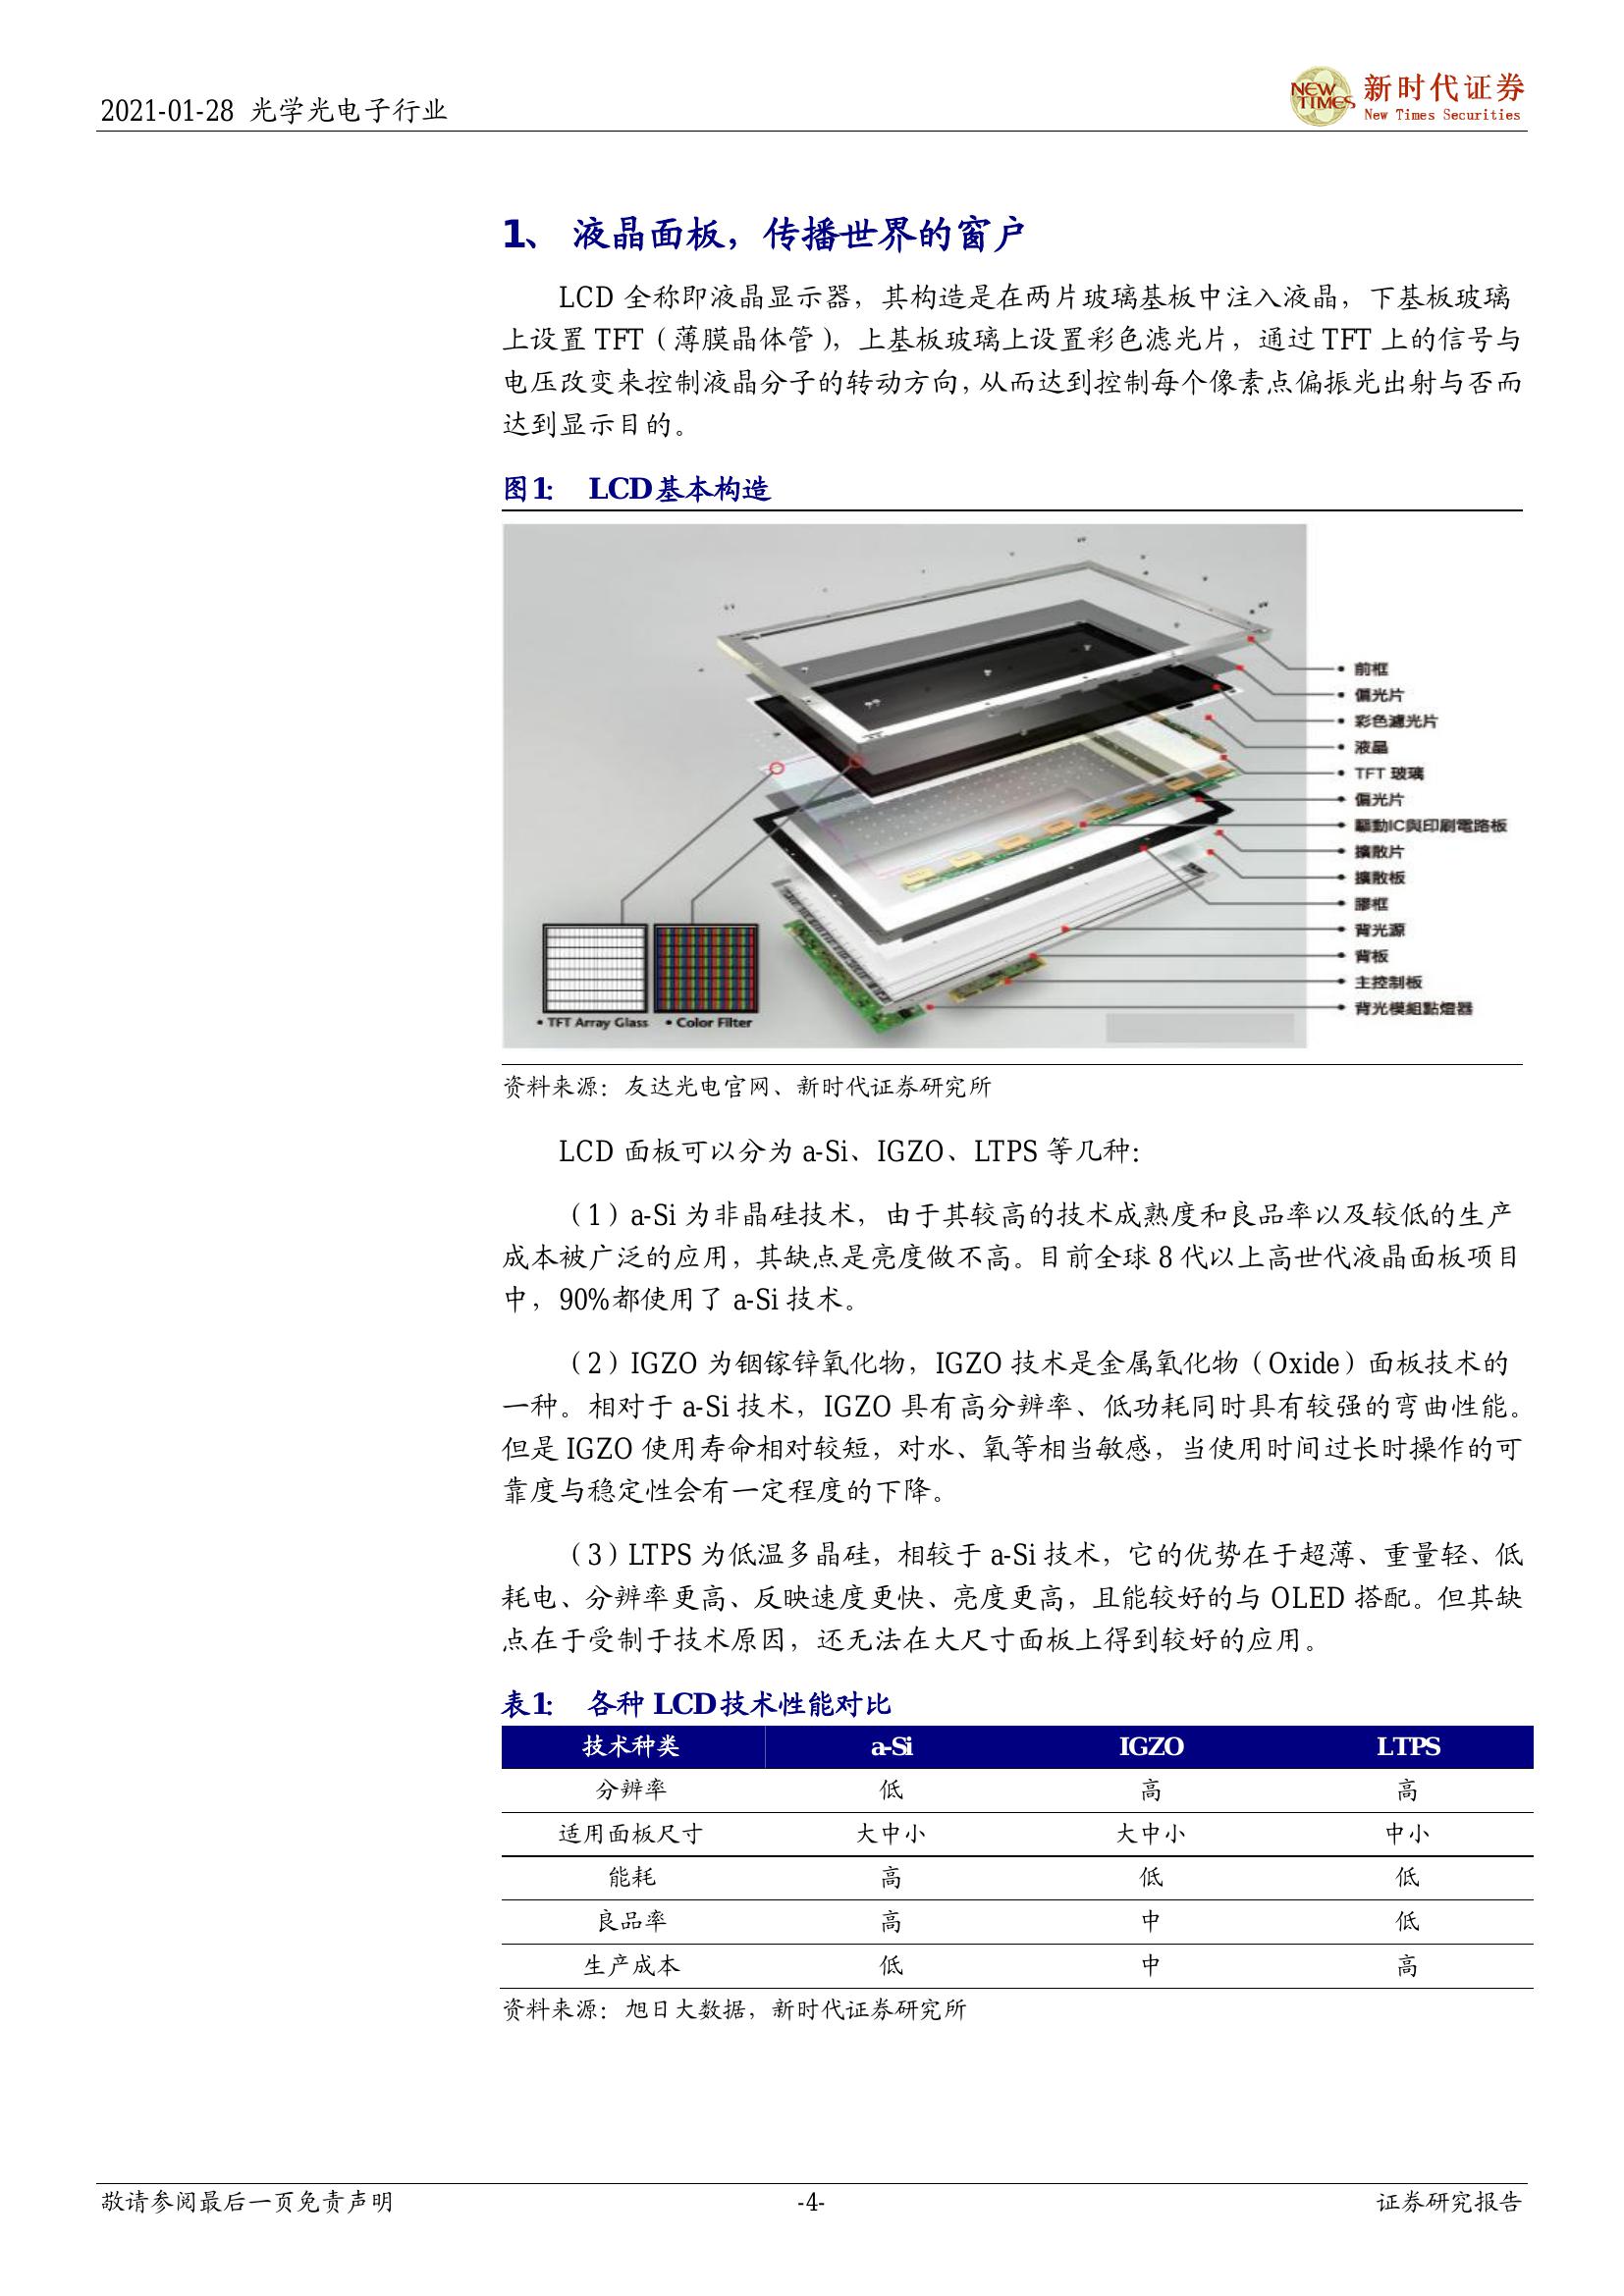 2021-01-28 光学光电子行业
NEW TIMES
新时代证券
New Times Securities
1、 液晶面板，传播世界的窗户
LCD 全称即液晶显示器，其构造是在两片玻璃基板中注入液晶，下基板玻璃
上设置 TFT（薄膜晶体管），上基板玻璃上设置彩色滤光片，通过 TFT 上的信号与
电压改变来控制液晶分子的转动方向，从而达到控制每个像素点偏振光出射与否而
达到显示目的。
图1： LCD基本构造
前框
偏光片
彩色濾光片
液晶
TFT 玻璃
偏光片
驅動IC與印刷電路板
擴散片
擴散板
膠框
背光源
背板
主控制板
背光模組點燈器
• TFT Array Glass • Color Filter
资料来源：友达光电官网、新时代证券研究所
LCD 面板可以分为 a-Si、IGZO、LTPS 等几种：
（1）a-Si 为非晶硅技术，由于其较高的技术成熟度和良品率以及较低的生产
成本被广泛的应用，其缺点是亮度做不高。目前全球 8 代以上高世代液晶面板项目
中，90%都使用了 a-Si 技术。
（2）IGZO 为铟镓锌氧化物，IGZO 技术是金属氧化物（Oxide）面板技术的
一种。相对于 a-Si 技术，IGZO 具有高分辨率、低功耗同时具有较强的弯曲性能。
但是 IGZO 使用寿命相对较短，对水、氧等相当敏感，当使用时间过长时操作的可
靠度与稳定性会有一定程度的下降。
（3）LTPS 为低温多晶硅，相较于 a-Si 技术，它的优势在于超薄、重量轻、低
耗电、分辨率更高、反映速度更快、亮度更高，且能较好的与 OLED 搭配。但其缺
点在于受制于技术原因，还无法在大尺寸面板上得到较好的应用。
表1： 各种 LCD技术性能对比
技术种类 a-Si IGZO LTPS
分辨率 低 高 高
适用面板尺寸 大中小 大中小 中小
能耗 高 低 低
良品率 高 中 低
生产成本 低 中 高
资料来源：旭日大数据，新时代证券研究所
敬请参阅最后一页免责声明 -4- 证券研究报告